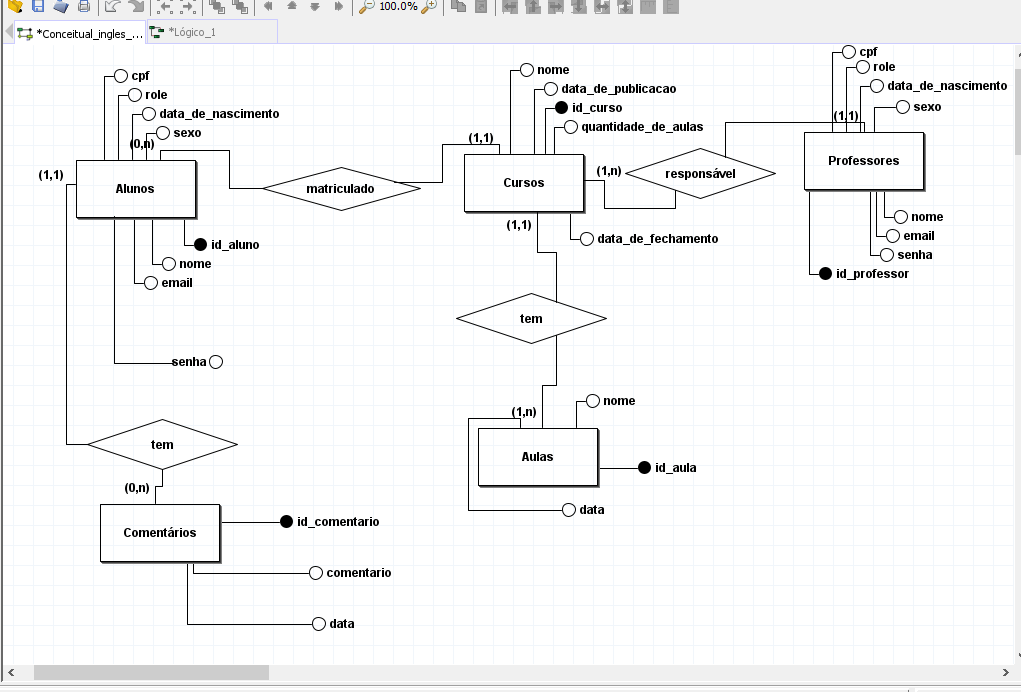 100.0%
*Conceitual_ingles_...
*Lógico_1
cpf
role
data_de_nascimento
sexo
(0,n)
(1,1)
Alunos
id_aluno
nome
email
senha
matriculado
(1,1)
nome
data_de_publicacao
id_curso
quantidade_de_aulas
Cursos
(1,n)
(1,1)
data_de_fechamento
responsável
cpf
role
data_de_nascimento
sexo
(1,1)
Professores
nome
email
senha
id_professor
tem
(1,n)
nome
Aulas
id_aula
data
tem
(0,n)
Comentários
id_comentario
comentario
data